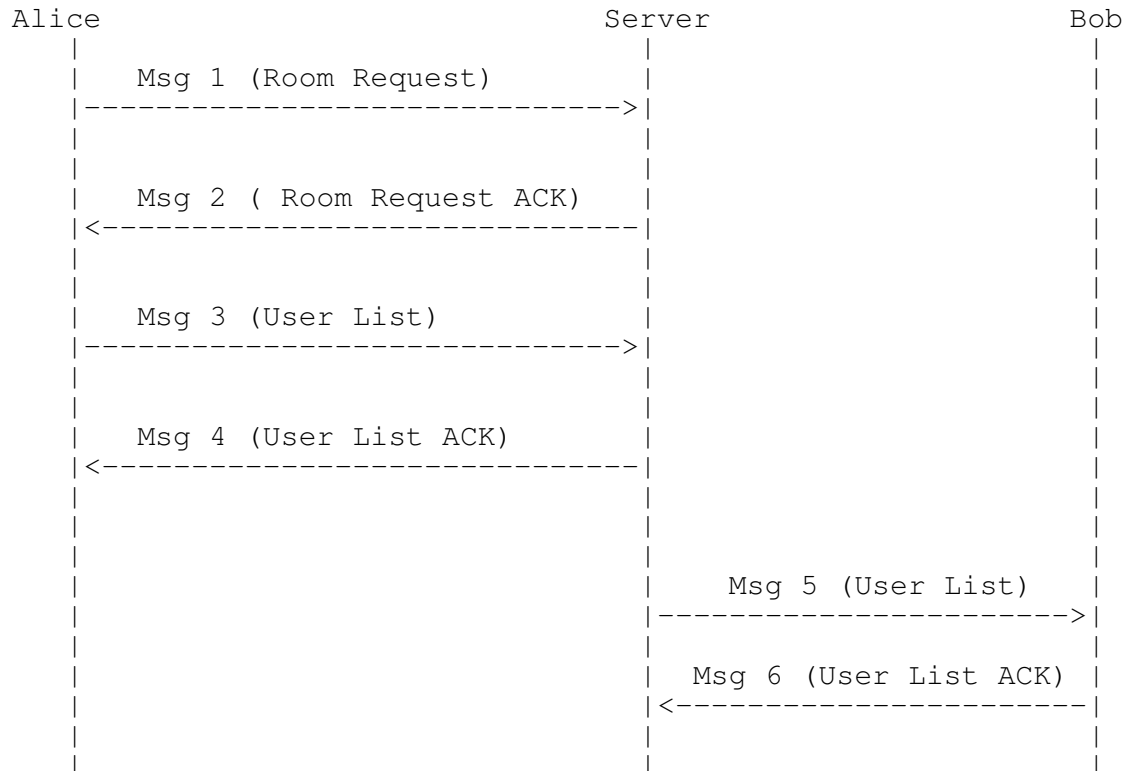 Alice Server Bob
Msg 1 (Room Request)
Msg 2 ( Room Request ACK)
Msg 3 (User List)
Msg 4 (User List ACK)
Msg 5 (User List)
Msg 6 (User List ACK)